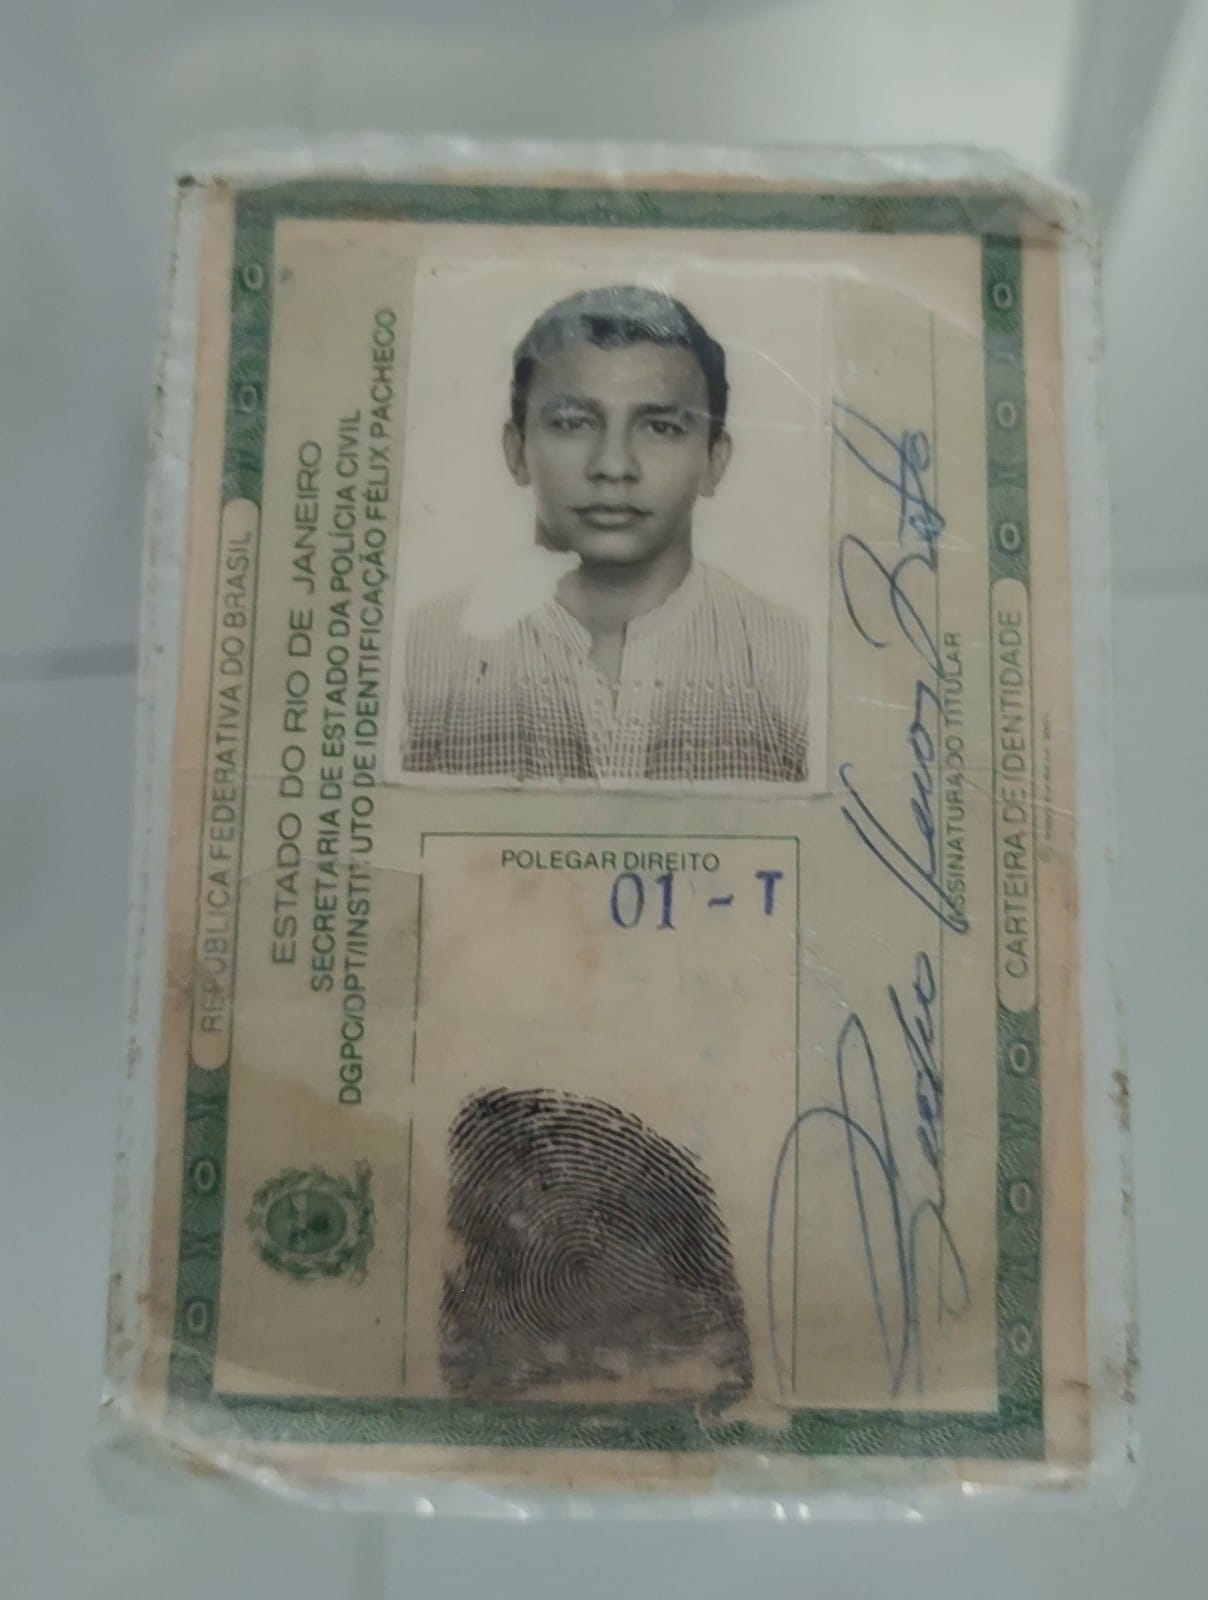 REPÚBLICA FEDERATIVA DO BRASIL
ESTADO DO RIO DE JANEIRO
SECRETARIA DE ESTADO DA POLÍCIA CIVIL
DGPC/DPT/INSTITUTO DE IDENTIFICAÇÃO FÉLIX PACHECO
POLEGAR DIREITO
01 - T
ASSINATURA DO TITULAR
CARTEIRA DE IDENTIDADE